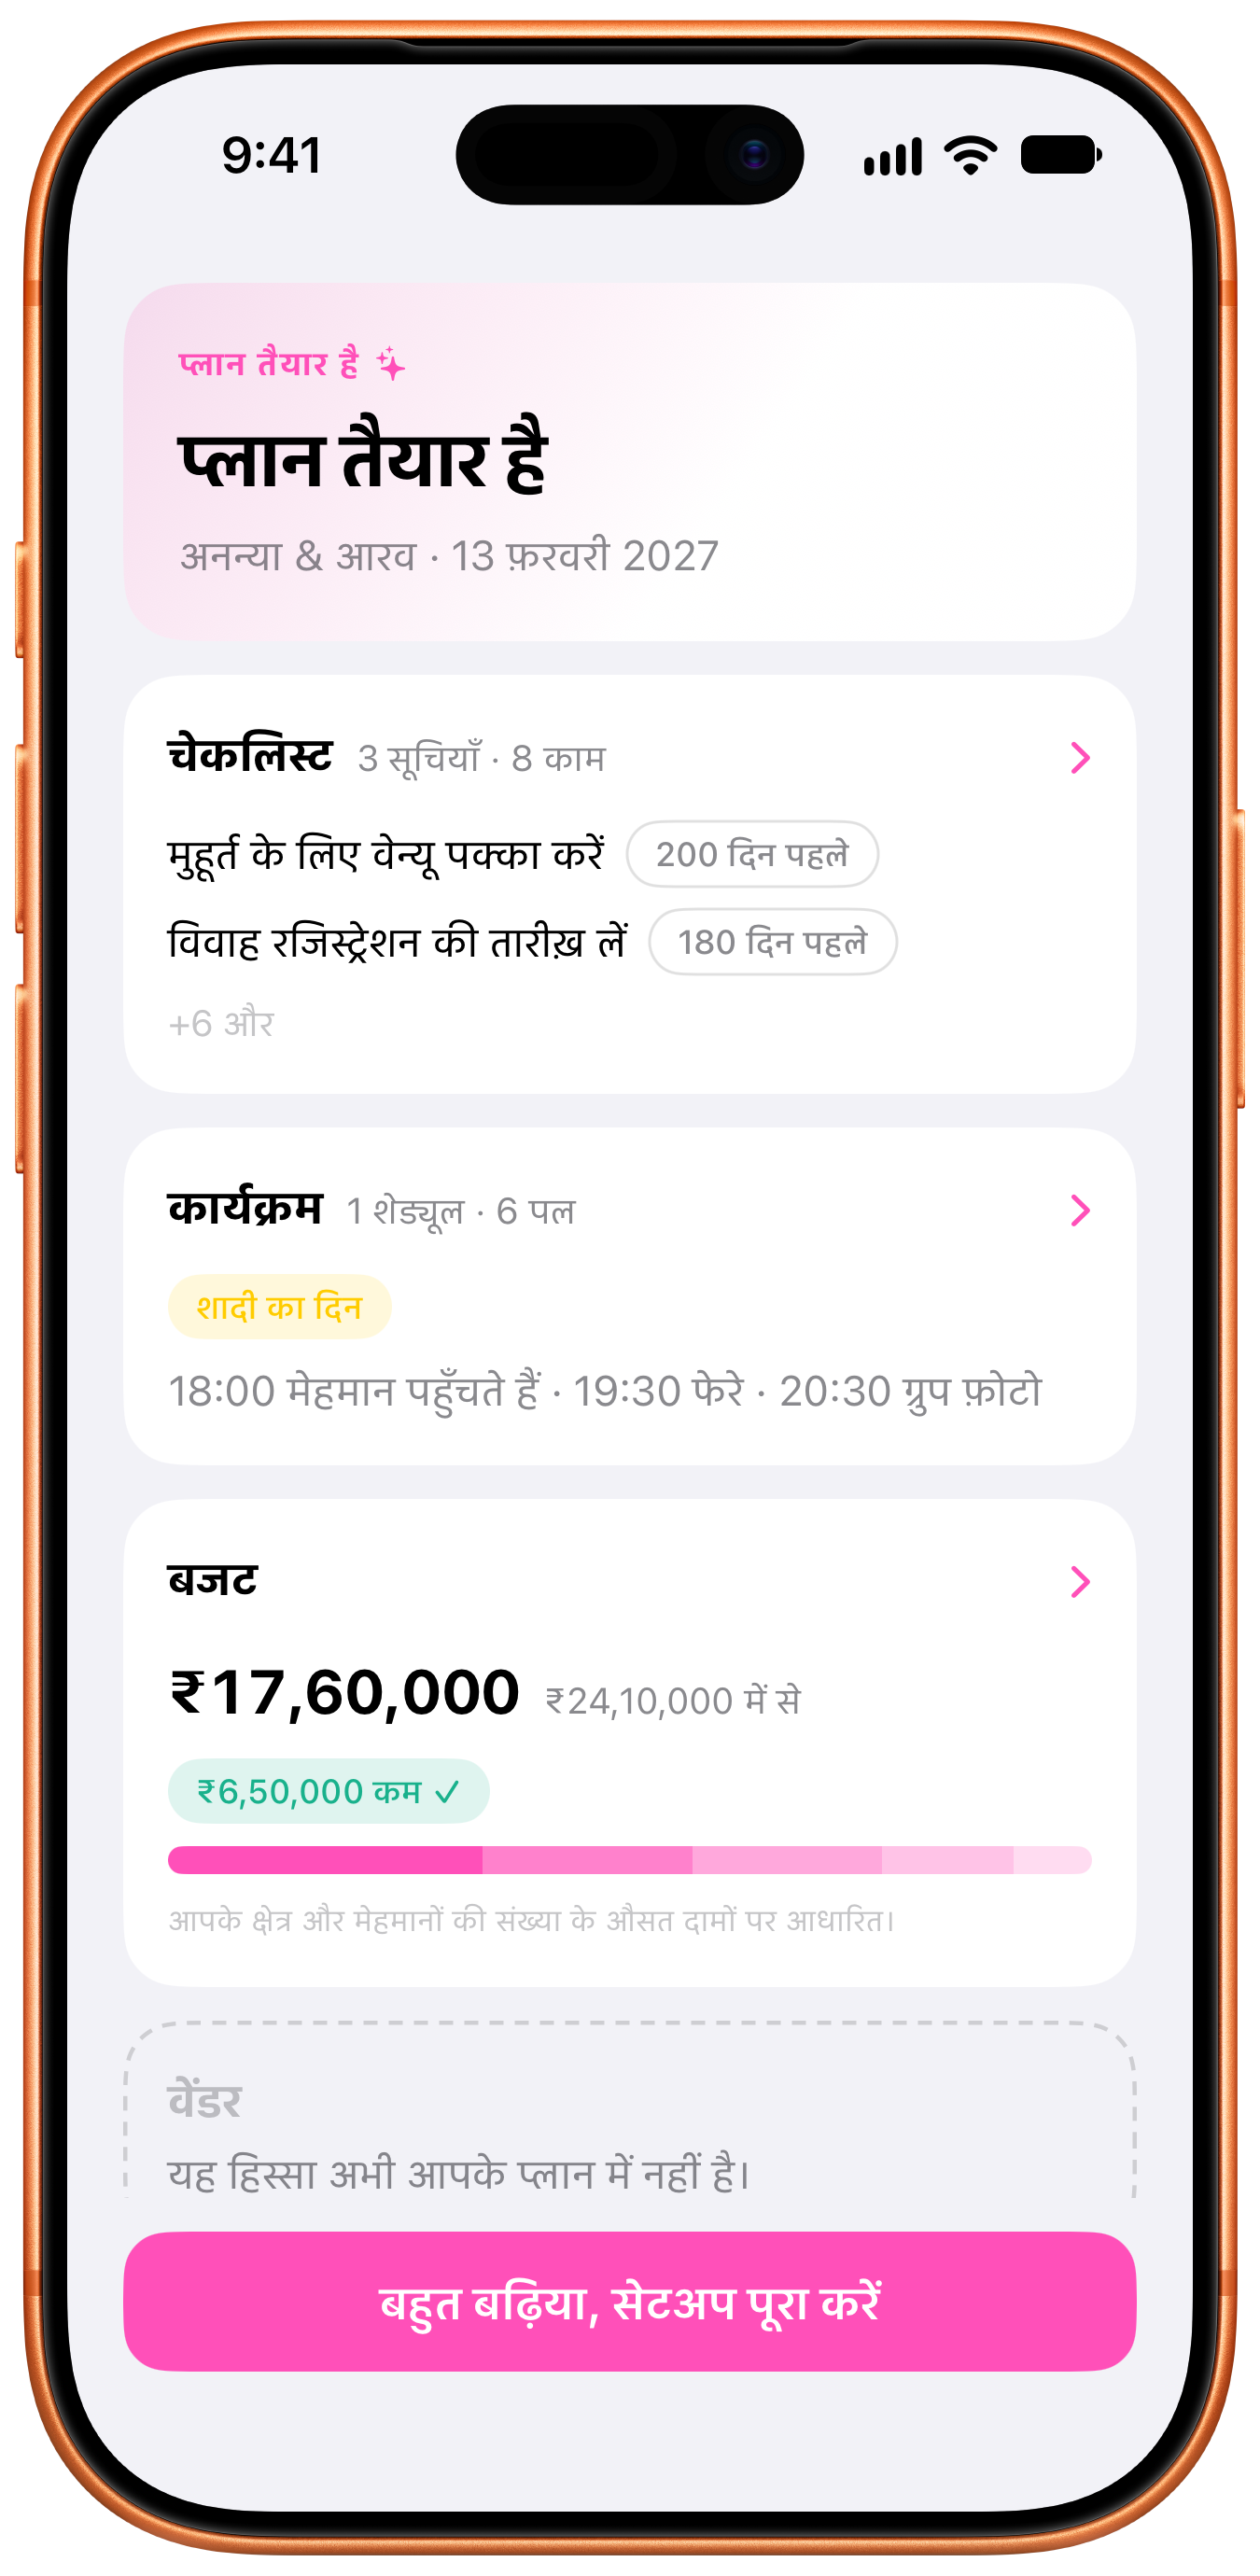 9:41
प्लान तैयार है
प्लान तैयार है
अनन्या & आरव · 13 फ़रवरी 2027
चेकलिस्ट 3 सूचियाँ · 8 काम
मुहूर्त के लिए वेन्यू पक्का करें 200 दिन पहले
विवाह रजिस्ट्रेशन की तारीख़ लें 180 दिन पहले
+6 और
कार्यक्रम 1 शेड्यूल · 6 पल
शादी का दिन
18:00 मेहमान पहुँचते हैं · 19:30 फेरे · 20:30 ग्रुप फ़ोटो
बजट
₹17,60,000 ₹24,10,000 में से
₹6,50,000 कम ✓
आपके क्षेत्र और मेहमानों की संख्या के औसत दामों पर आधारित।
वेंडर
यह हिस्सा अभी आपके प्लान में नहीं है।
बहुत बढ़िया, सेटअप पूरा करें